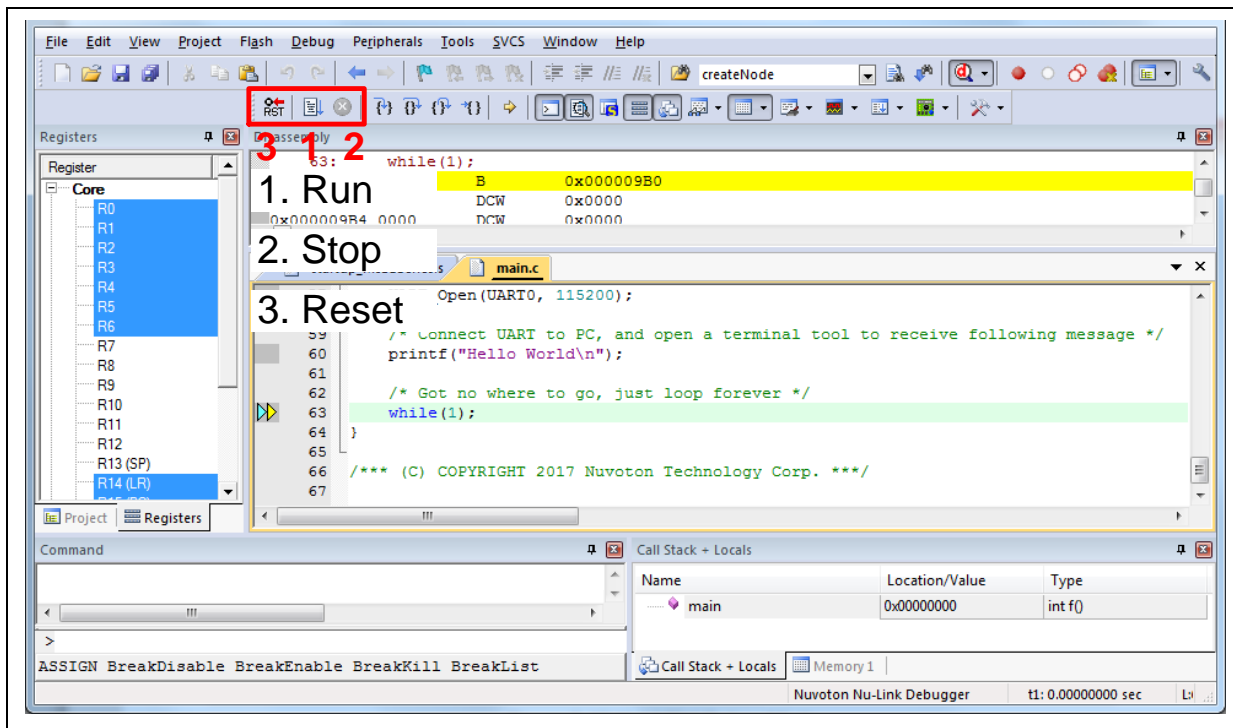 File Edit View Project Flash Debug Peripherals Tools SVCS Window Help
createNode
RST
3 1 2
Registers
Disassembly
Register
Core
R0
R1
R2
R3
R4
R5
R6
R7
R8
R9
R10
R11
R12
R13 (SP)
R14 (LR)
Project Registers
63: while(1);
B 0x000009B0
DCW 0x0000
0x000009B4 0000 DCW 0x0000
1. Run
2. Stop
3. Reset
main.c
Open(UART0, 115200);
59 /* Connect UART to PC, and open a terminal tool to receive following message */
60 printf("Hello World\n");
61
62 /* Got no where to go, just loop forever */
63 while(1);
64 }
65
66 /*** (C) COPYRIGHT 2017 Nuvoton Technology Corp. ***/
67
Command
>
ASSIGN BreakDisable BreakEnable BreakKill BreakList
Call Stack + Locals
Name Location/Value Type
main 0x00000000 int f()
Call Stack + Locals Memory 1
Nuvoton Nu-Link Debugger t1: 0.00000000 sec